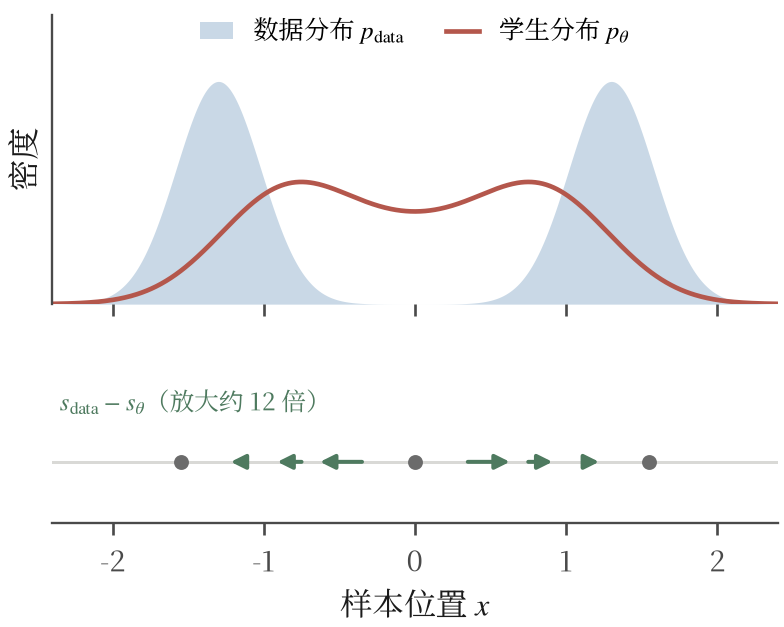 数据分布 p_data 学生分布 p_θ
密度
s_data − s_θ（放大约 12 倍）
-2 -1 0 1 2
样本位置 x